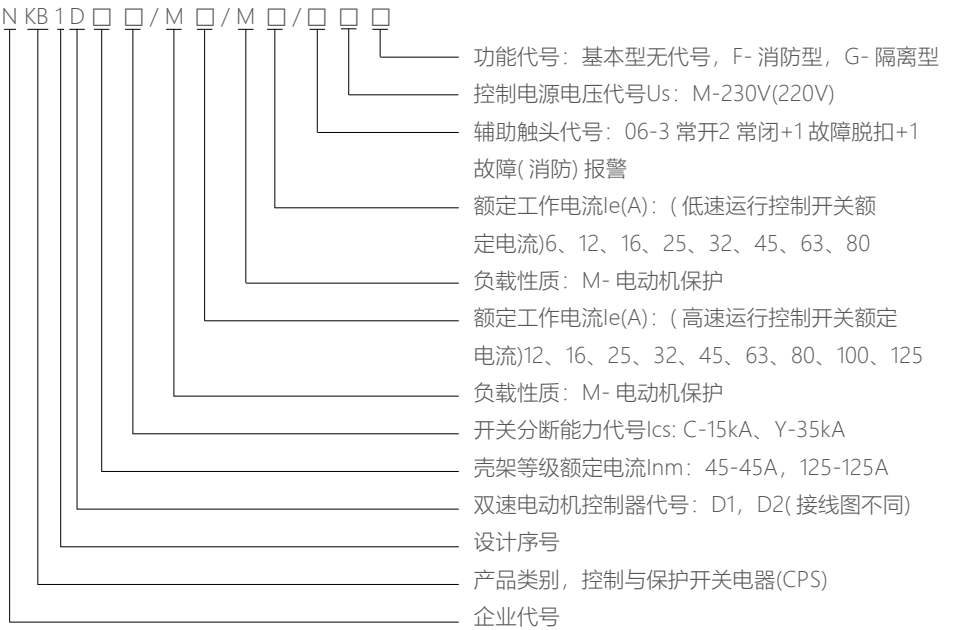 N KB 1 D □ □ / M □ / M □ / □ □ □
功能代号：基本型无代号，F- 消防型，G- 隔离型
控制电源电压代号Us：M-230V(220V)
辅助触头代号：06-3 常开2 常闭+1 故障脱扣+1
故障( 消防) 报警
额定工作电流Ie(A)：( 低速运行控制开关额
定电流)6、12、16、25、32、45、63、80
负载性质：M- 电动机保护
额定工作电流Ie(A)：( 高速运行控制开关额定
电流)12、16、25、32、45、63、80、100、125
负载性质：M- 电动机保护
开关分断能力代号Ics: C-15kA、Y-35kA
壳架等级额定电流Inm：45-45A，125-125A
双速电动机控制器代号：D1，D2( 接线图不同)
设计序号
产品类别，控制与保护开关电器(CPS)
企业代号